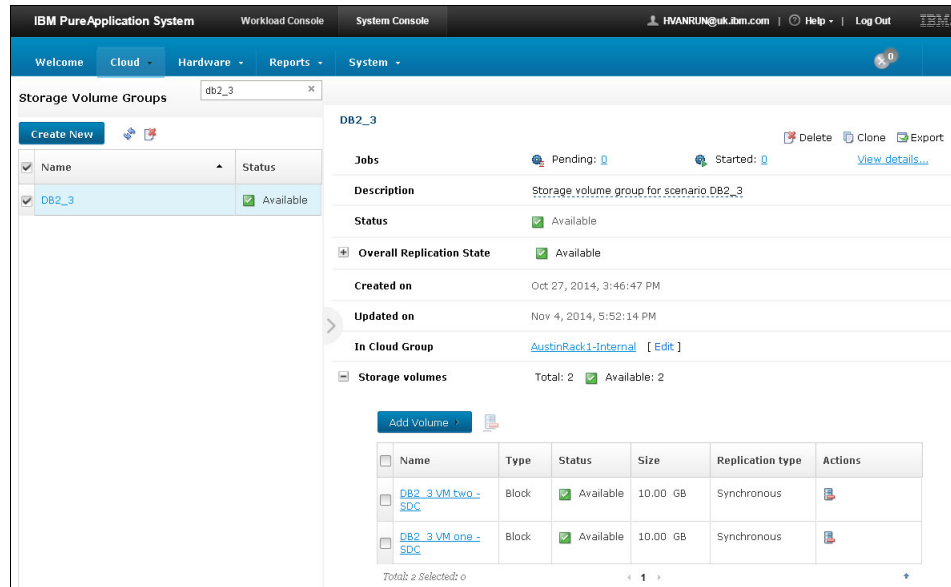 IBM PureApplication System Workload Console System Console HVANRUN@uk.ibm.com | Help | Log Out IBM
Welcome Cloud Hardware Reports System 0
Storage Volume Groups db2_3
Create New
Name Status
DB2_3 Available
DB2_3
Delete Clone Export
Jobs Pending: 0 Started: 0 View details...
Description Storage volume group for scenario DB2_3
Status Available
Overall Replication State Available
Created on Oct 27, 2014, 3:46:47 PM
Updated on Nov 4, 2014, 5:52:14 PM
In Cloud Group AustinRack1-Internal [ Edit ]
Storage volumes Total: 2 Available: 2
Add Volume
Name Type Status Size Replication type Actions
DB2_3 VM two - SDC Block Available 10.00 GB Synchronous
DB2_3 VM one - SDC Block Available 10.00 GB Synchronous
Total: 2 Selected: 0 1